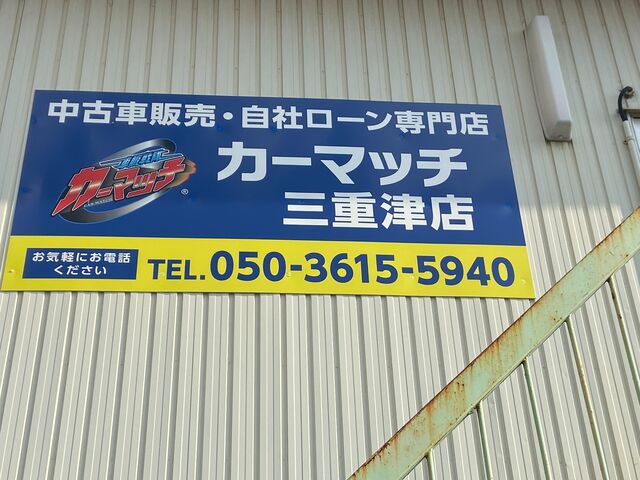 中古車販売・自社ローン専門店
カーマッチ
カーマッチ
CAR-MATCH
®
三重津店
お気軽にお電話
ください
TEL.050-3615-5940